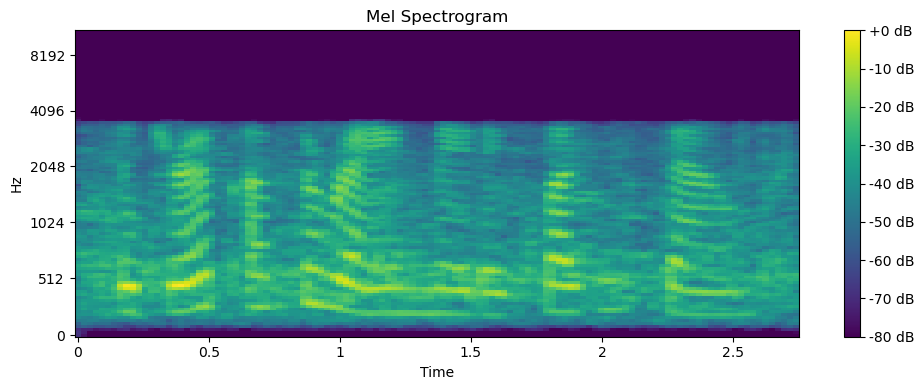 Mel Spectrogram
8192
4096
2048
1024
512
0
Hz
0
0.5
1
1.5
2
2.5
Time
+0 dB
-10 dB
-20 dB
-30 dB
-40 dB
-50 dB
-60 dB
-70 dB
-80 dB